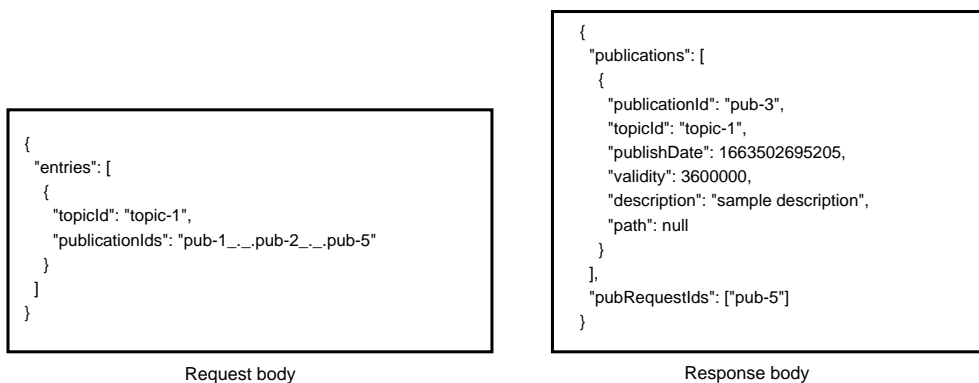 {
"entries": [
{
"topicId": "topic-1",
"publicationIds": "pub-1_._.pub-2_._.pub-5"
}
]
}
Request body
{
"publications": [
{
"publicationId": "pub-3",
"topicId": "topic-1",
"publishDate": 1663502695205,
"validity": 3600000,
"description": "sample description",
"path": null
}
],
"pubRequestIds": ["pub-5"]
}
Response body